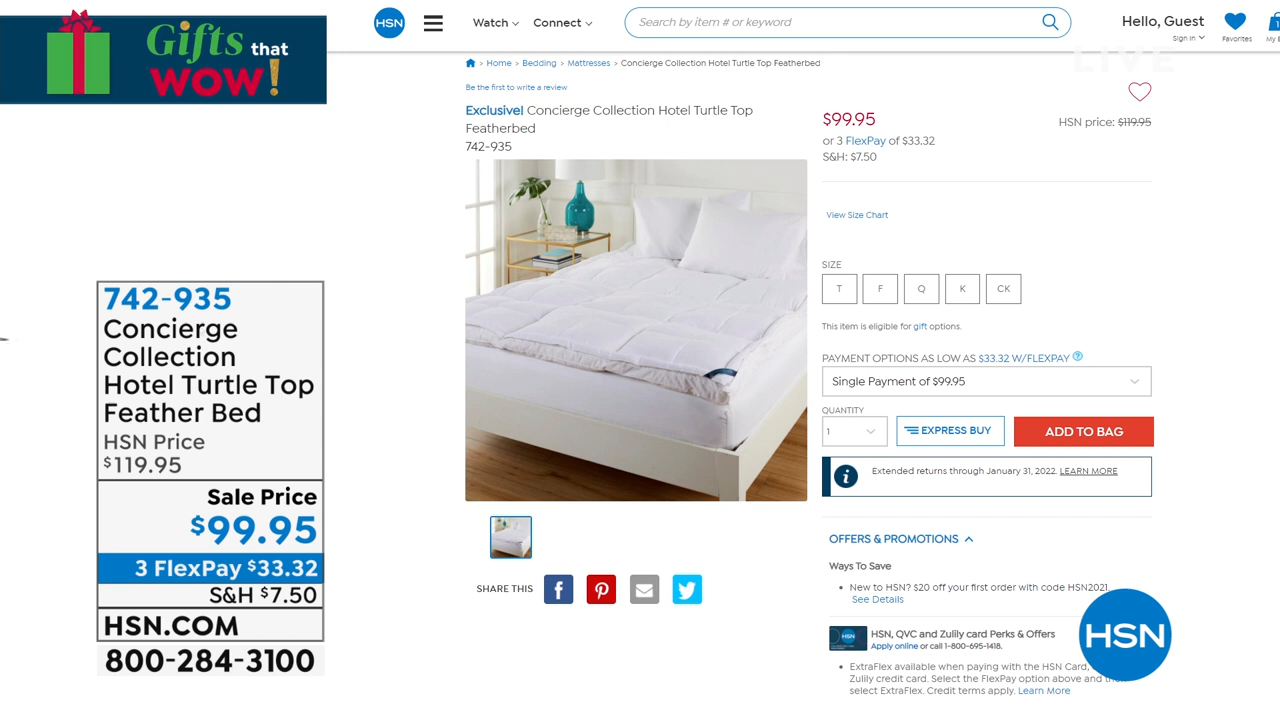 Gifts that
WOW!
HSN
Watch
Connect
Search by item # or keyword
Hello, Guest
Sign In
Favorites
LIVE
Home > Bedding > Mattresses > Concierge Collection Hotel Turtle Top Featherbed
Be the first to write a review
Exclusive! Concierge Collection Hotel Turtle Top
Featherbed
742-935
$99.95
HSN price: $119.95
or 3 FlexPay of $33.32
S&H: $7.50
View Size Chart
SIZE
T F Q K CK
This item is eligible for gift options.
PAYMENT OPTIONS AS LOW AS $33.32 W/FLEXPAY
Single Payment of $99.95
QUANTITY
1
EXPRESS BUY
ADD TO BAG
Extended returns through January 31, 2022. LEARN MORE
OFFERS & PROMOTIONS
Ways To Save
New to HSN? $20 off your first order with code HSN2021.
See Details
HSN
HSN, QVC and Zulily card Perks & Offers
Apply online or call 1-800-695-1418.
ExtraFlex available when paying with the HSN Card,
Zulily credit card. Select the FlexPay option above and
select ExtraFlex. Credit terms apply. Learn More
HSN
SHARE THIS
742-935
Concierge
Collection
Hotel Turtle Top
Feather Bed
HSN Price
$119.95
Sale Price
$99.95
3 FlexPay $33.32
S&H $7.50
HSN.COM
800-284-3100